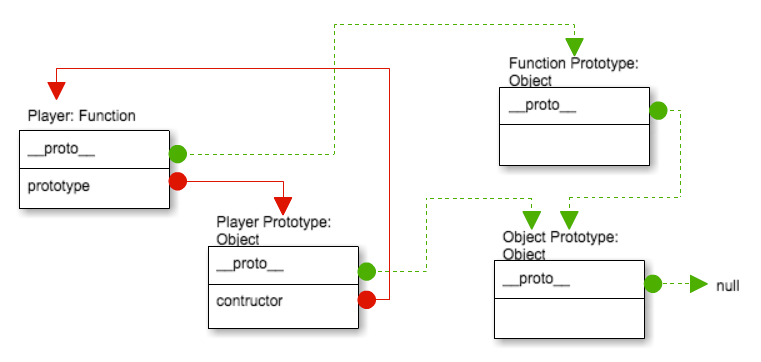 Function Prototype:
Object
__proto__
Player: Function
__proto__
prototype
Player Prototype:
Object
__proto__
contructor
Object Prototype:
Object
__proto__
null